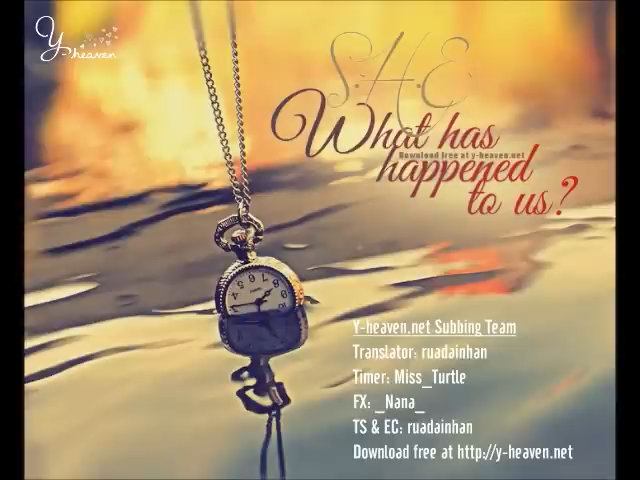 Y-heaven
S.H.E
What has
Download free at y-heaven.net
happened
to us?
Y-heaven.net Subbing Team
Translator: ruadainhan
Timer: Miss_Turtle
FX: _Nana_
TS & EC: ruadainhan
Download free at http://y-heaven.net